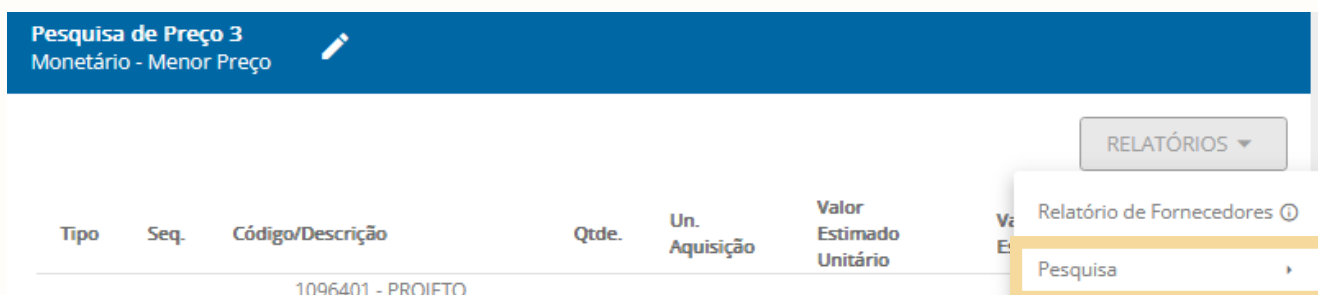 Pesquisa de Preço 3
Monetário - Menor Preço
RELATÓRIOS
Relatório de Fornecedores
Tipo Seq. Código/Descrição Qtde. Un. Aquisição Valor Estimado Unitário
Pesquisa
1096401 - PROJETO